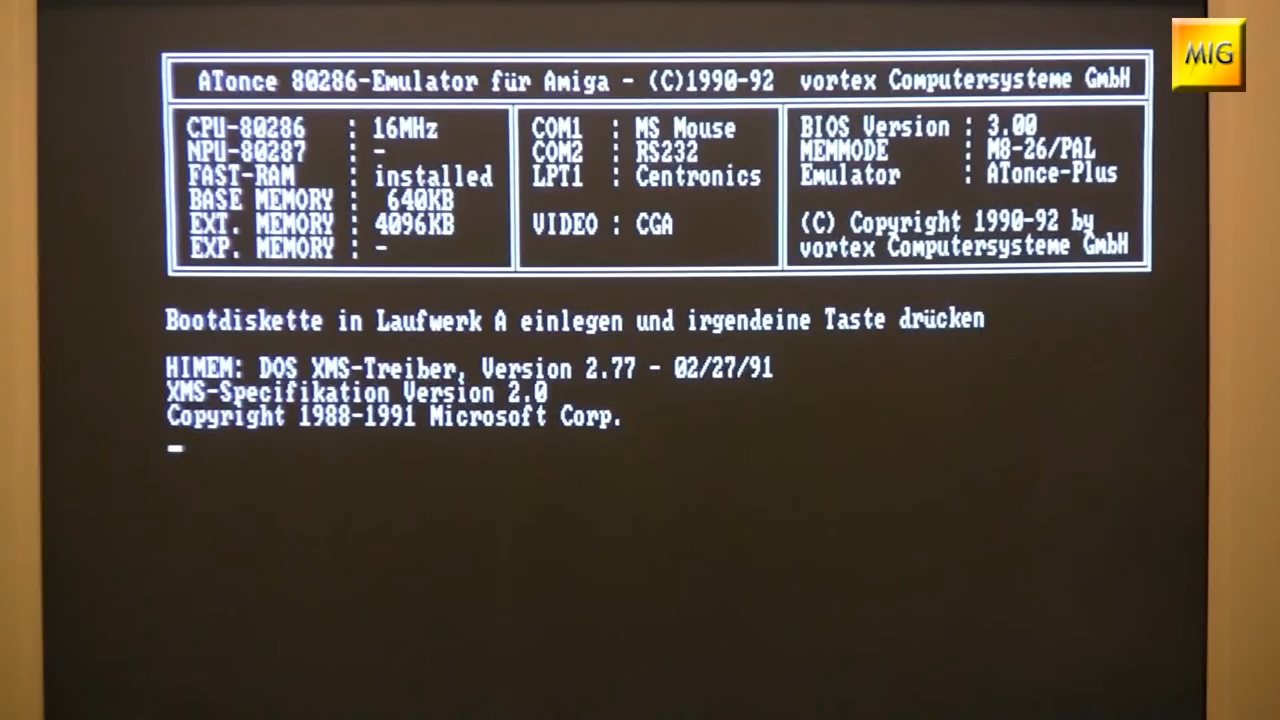 MIG
ATonce 80286-Emulator für Amiga - (C)1990-92 vortex Computersysteme GmbH
CPU-80286 : 16MHz
NPU-80287 : -
FAST-RAM : installed
BASE MEMORY : 640KB
EXT. MEMORY : 4096KB
EXP. MEMORY : -
COM1 : MS Mouse
COM2 : RS232
LPT1 : Centronics
VIDEO : CGA
BIOS Version : 3.00
MEMMODE : M8-26/PAL
Emulator : ATonce-Plus
(C) Copyright 1990-92 by
vortex Computersysteme GmbH
Bootdiskette in Laufwerk A einlegen und irgendeine Taste drücken
HIMEM: DOS XMS-Treiber, Version 2.77 - 02/27/91
XMS-Specifikation Version 2.0
Copyright 1988-1991 Microsoft Corp.